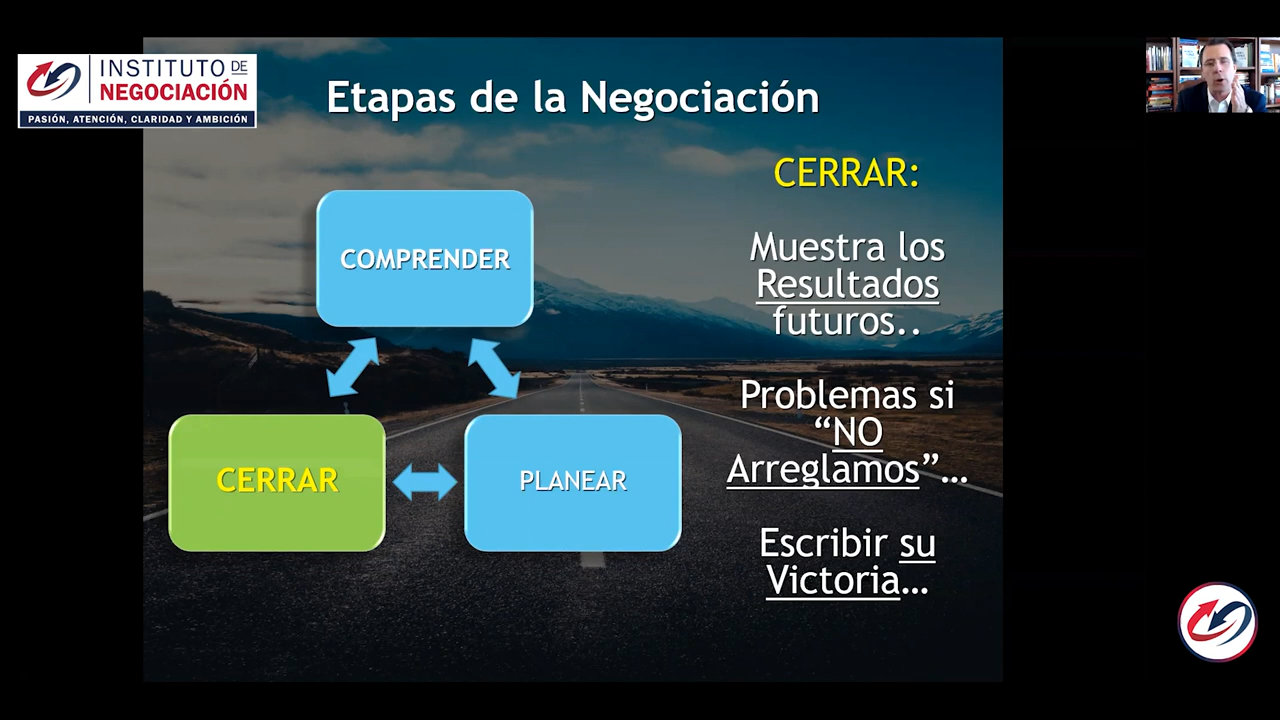 INSTITUTO DE
NEGOCIACIÓN
PASIÓN, ATENCIÓN, CLARIDAD Y AMBICIÓN
Etapas de la Negociación
COMPRENDER
CERRAR
PLANEAR
CERRAR:
Muestra los
Resultados
futuros..
Problemas si
“NO
Arreglamos”...
Escribir su
Victoria...